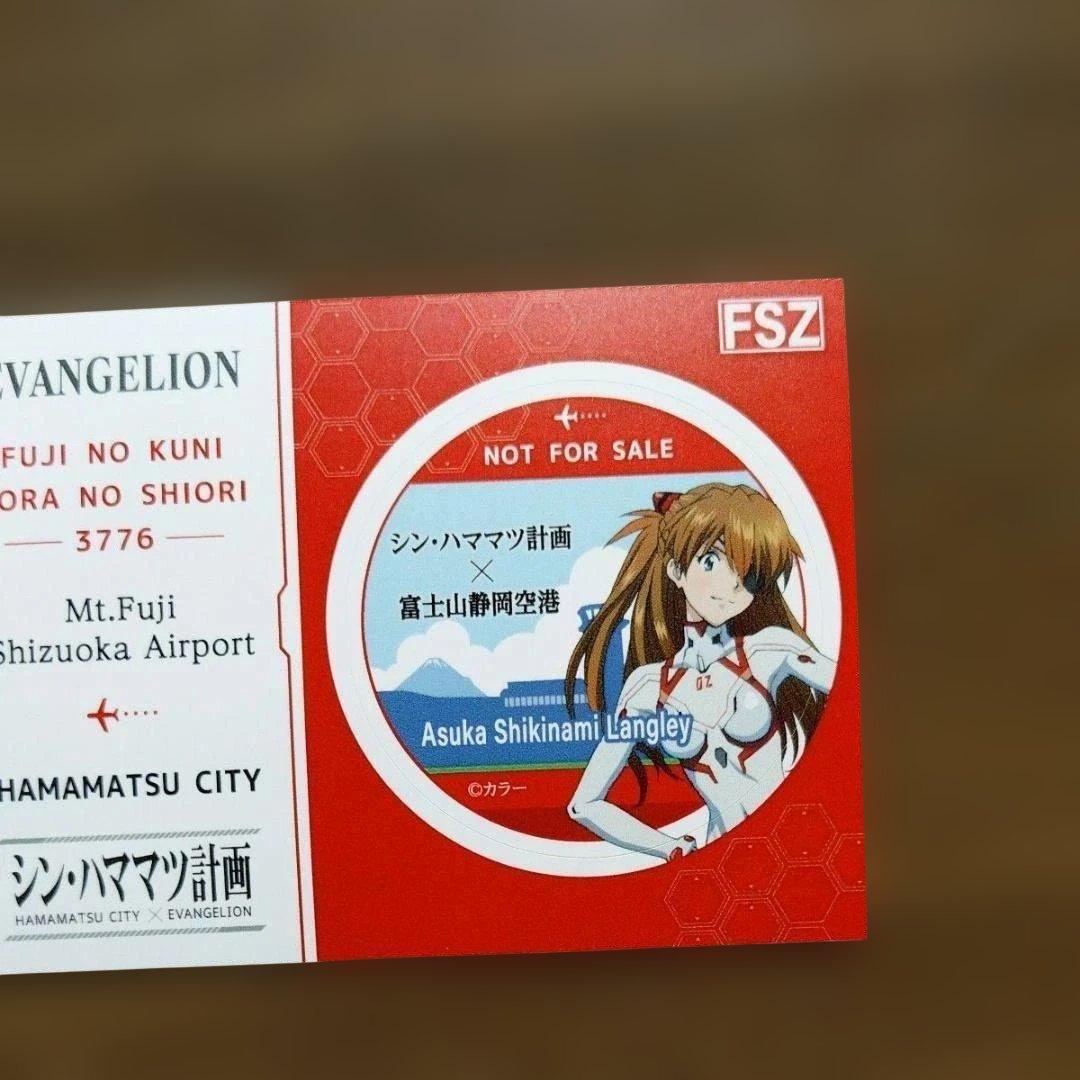 EVANGELION
FUJI NO KUNI
ORA NO SHIORI
3776
Mt.Fuji
Shizuoka Airport
HAMAMATSU CITY
シン・ハママツ計画
HAMAMATSU CITY × EVANGELION
FSZ
NOT FOR SALE
シン・ハママツ計画
×
富士山静岡空港
02
Asuka Shikinami Langley
©カラー